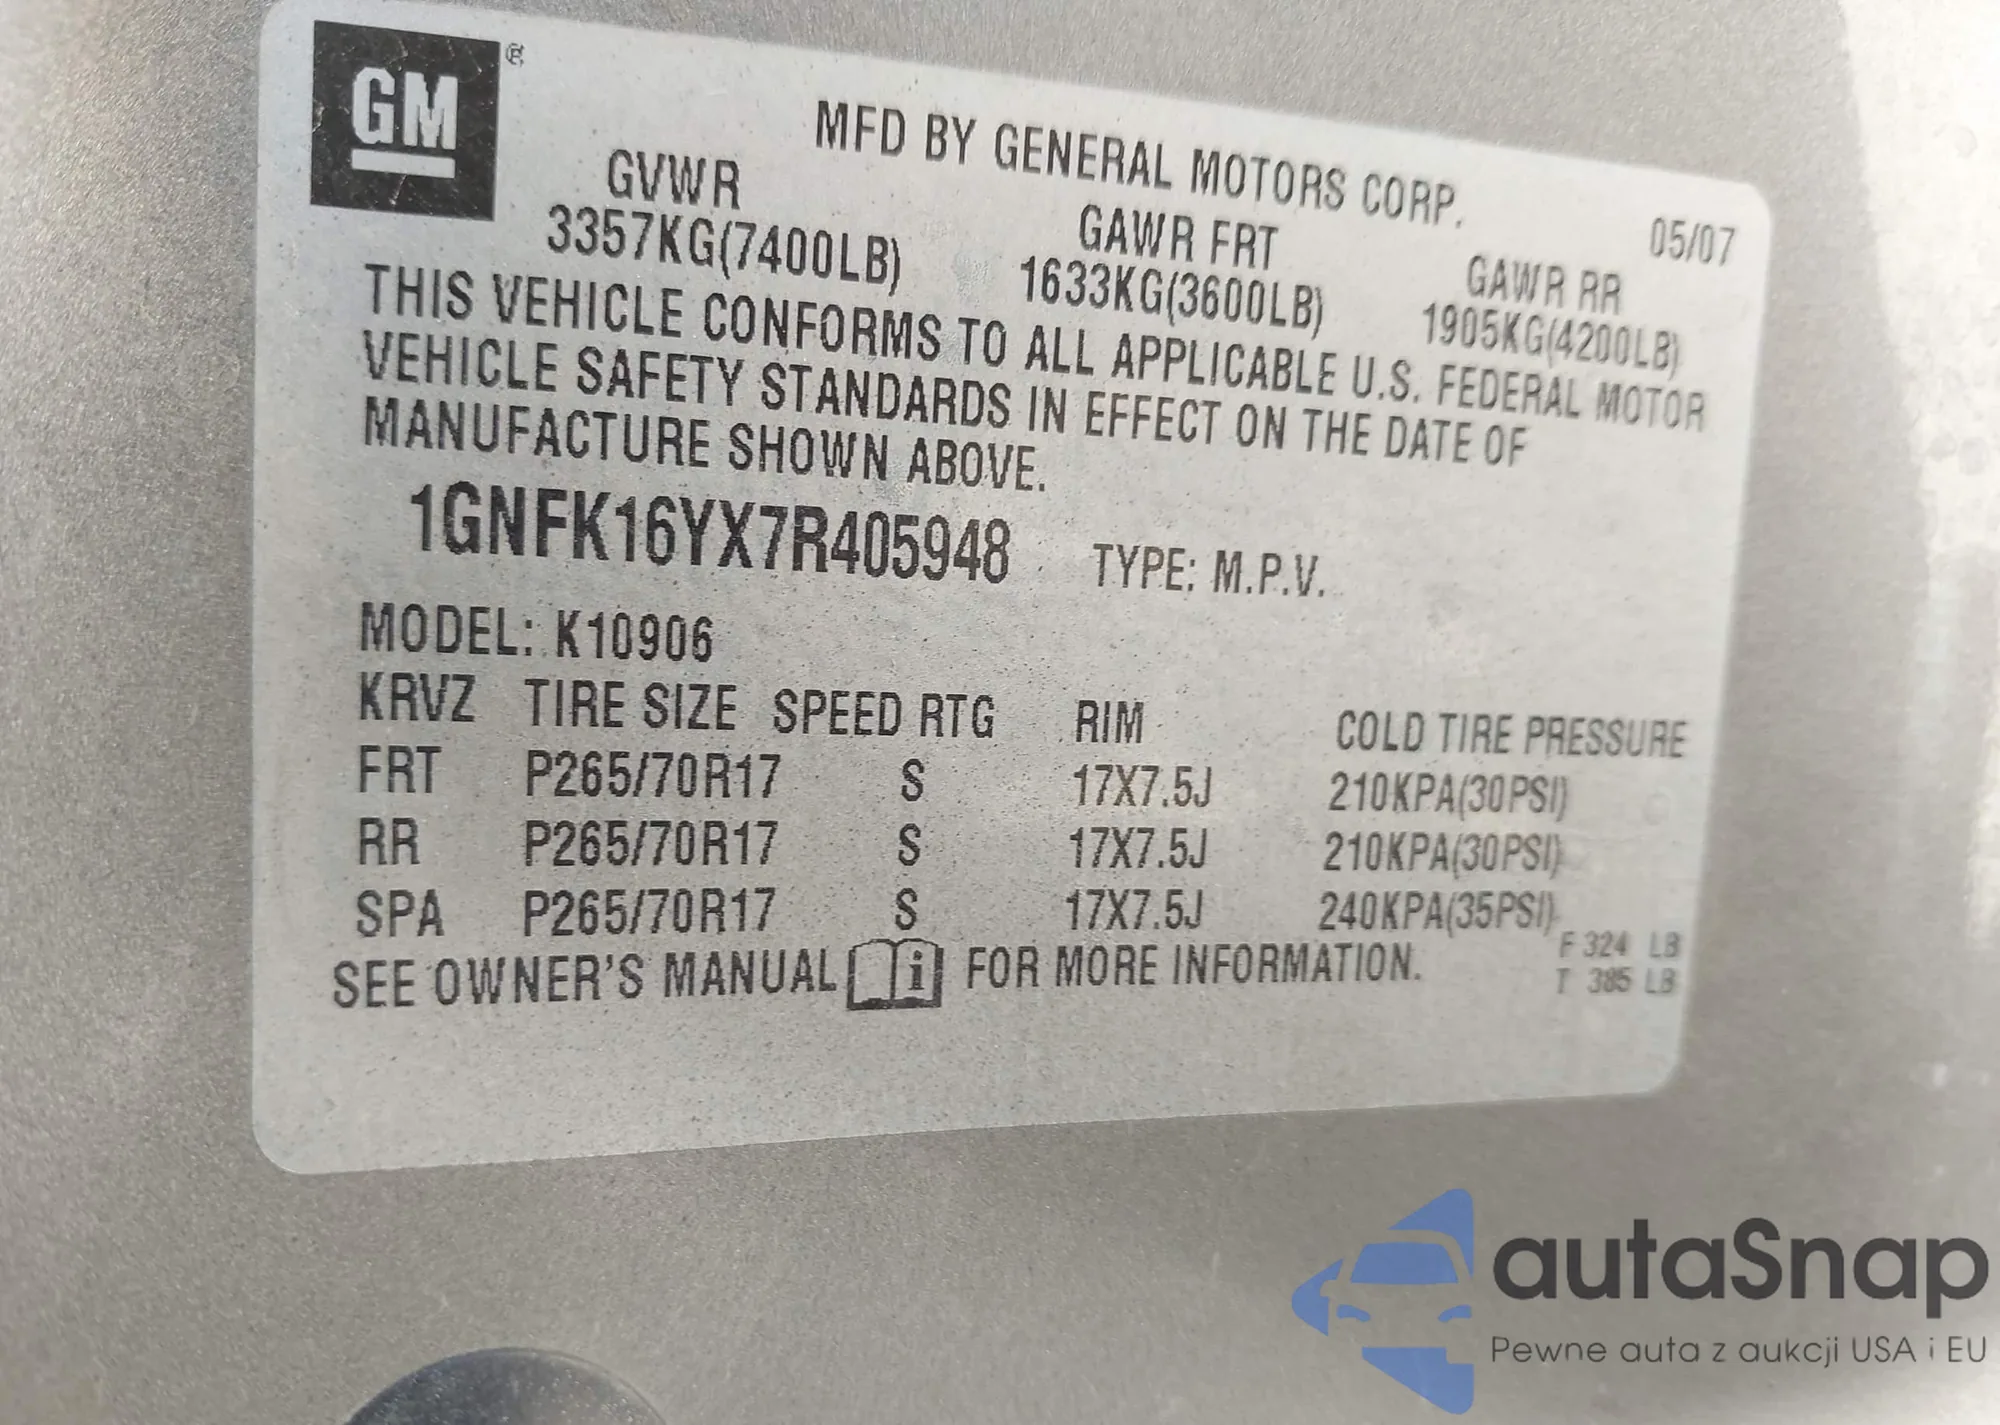 GM®
MFD BY GENERAL MOTORS CORP.
05/07
GVWR
GAWR FRT
GAWR RR
3357KG(7400LB)
1633KG(3600LB)
1905KG(4200LB)
THIS VEHICLE CONFORMS TO ALL APPLICABLE U.S. FEDERAL MOTOR
VEHICLE SAFETY STANDARDS IN EFFECT ON THE DATE OF
MANUFACTURE SHOWN ABOVE.
1GNFK16YX7R405948 TYPE: M.P.V.
MODEL: K10906
KRVZ TIRE SIZE SPEED RTG RIM COLD TIRE PRESSURE
FRT P265/70R17 S 17X7.5J 210KPA(30PSI)
RR P265/70R17 S 17X7.5J 210KPA(30PSI)
SPA P265/70R17 S 17X7.5J 240KPA(35PSI)
SEE OWNER'S MANUAL i FOR MORE INFORMATION.
F 324 LB
T 385 LB
autaSnap
Pewne auta z aukcji USA i EU